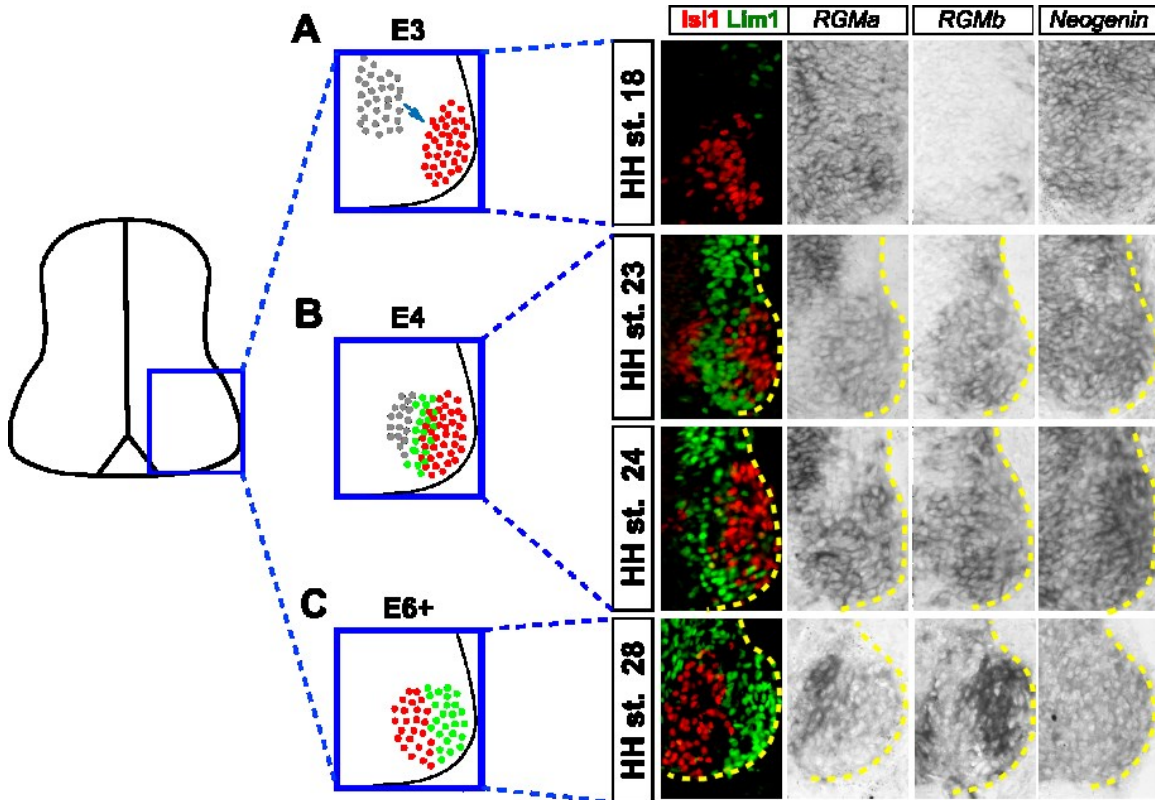 Isl1 Lim1 RGMa RGMb Neogenin
A E3
HH st. 18
B E4
HH st. 23
HH st. 24
C E6+
HH st. 28